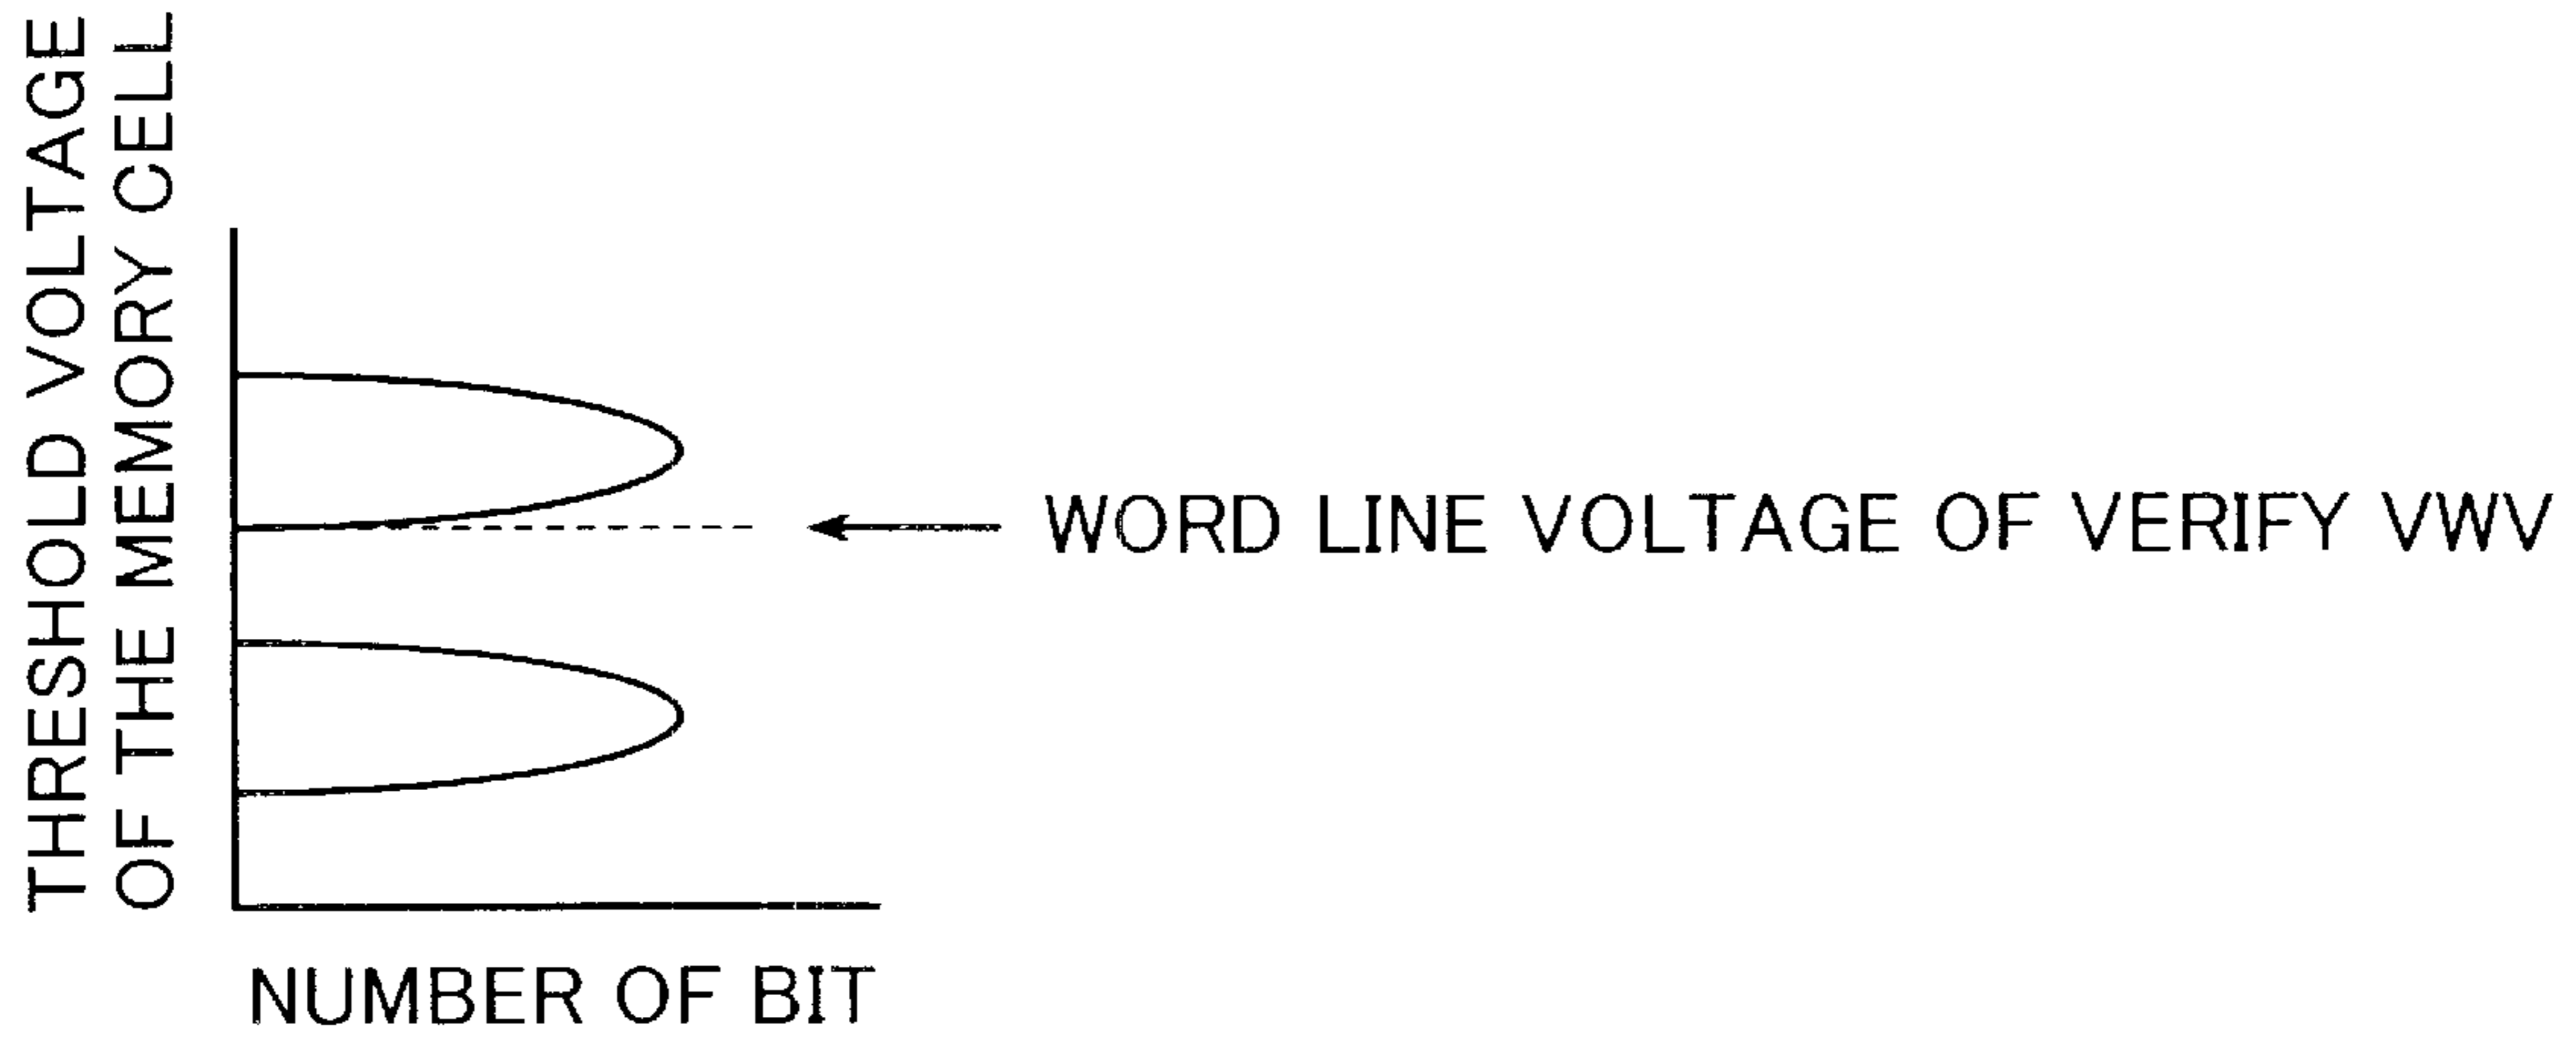 THRESHOLD VOLTAGE
OF THE MEMORY CELL
WORD LINE VOLTAGE OF VERIFY VWV
NUMBER OF BIT